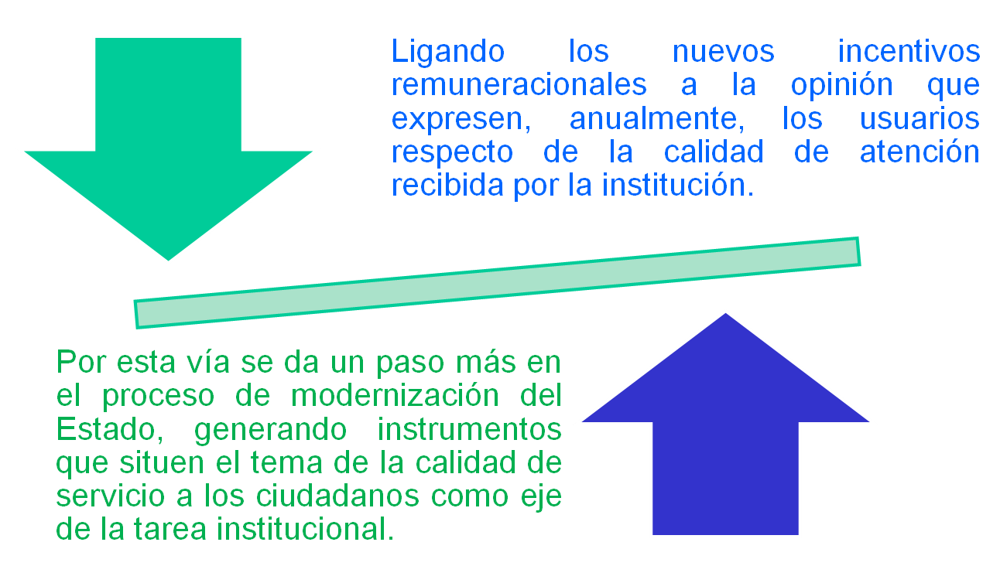 Ligando los nuevos incentivos
remuneracionales a la opinión que
expresen, anualmente, los usuarios
respecto de la calidad de atención
recibida por la institución.
Por esta vía se da un paso más en
el proceso de modernización del
Estado, generando instrumentos
que situen el tema de la calidad de
servicio a los ciudadanos como eje
de la tarea institucional.